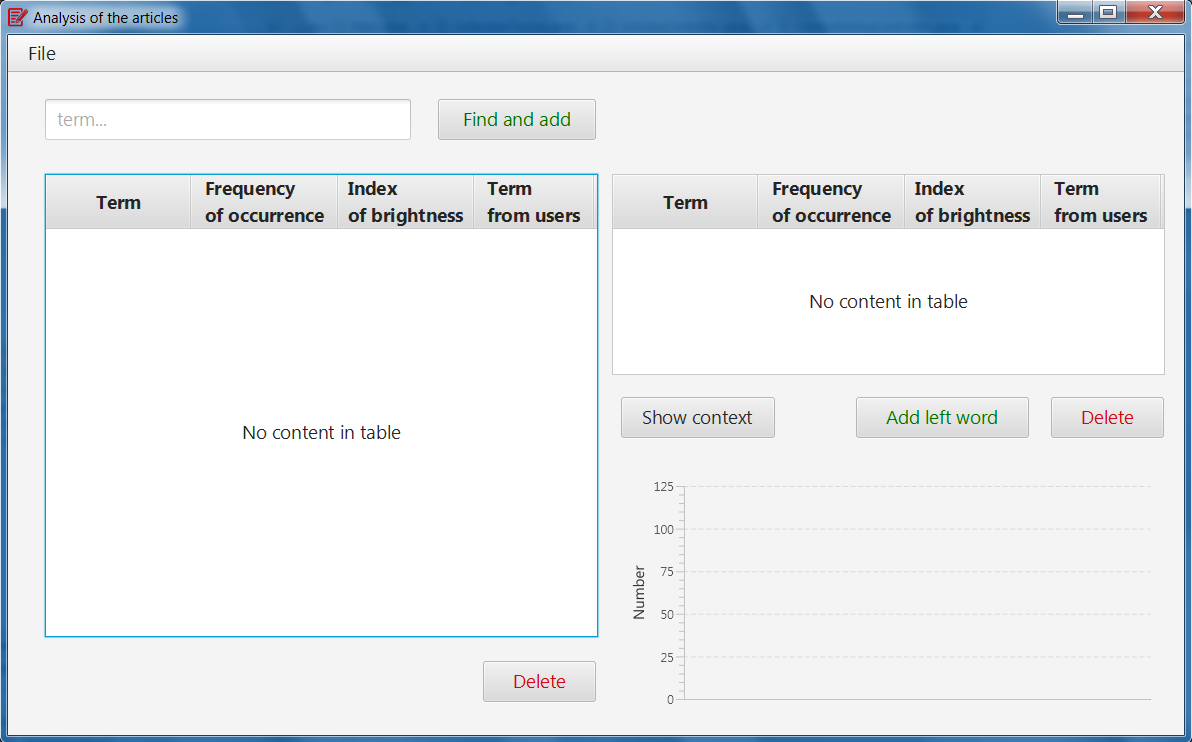 Analysis of the articles
File
term...
Find and add
Term
Frequency
of occurrence
Index
of brightness
Term
from users
No content in table
Delete
Term
Frequency
of occurrence
Index
of brightness
Term
from users
No content in table
Show context
Add left word
Delete
Number
125
100
75
50
25
0